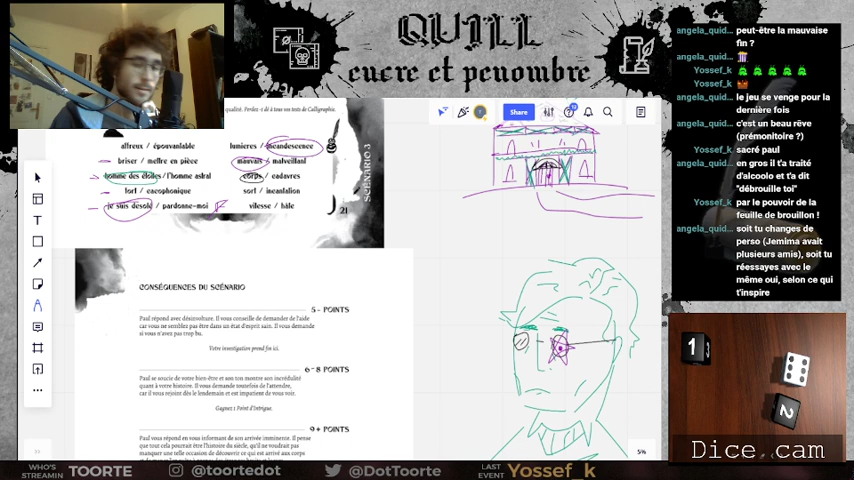 QUILL
encre et penombre
qualité. Perdez-1 dé à tous vos tests de Calligraphie.
affreux / épouvantable
briser / mettre en pièce
homme des étoiles / l'homme astral
fort / cacophonique
je suis désolé / pardonne-moi
lumières / incandescence
mauvais / malveillant
corps / cadavres
sort / incantation
vitesse / hâte
SCÉNARIO 3
21
CONSÉQUENCES DU SCÉNARIO
5 - POINTS
Paul répond avec désinvolture. Il vous conseille de demander de l'aide
car vous ne semblez pas être dans un état d'esprit sain. Il vous demande
si vous n'avez pas trop bu.
Votre investigation prend fin ici.
6-8 POINTS
Paul se soucie de votre bien-être et son ton montre son incrédulité
quant à votre histoire. Il vous demande toutefois de l'attendre,
car il vous rejoint dès le lendemain et est impatient de vous voir.
Gagnez 1 Point d'Intrigue.
9+ POINTS
Paul vous répond en vous informant de son arrivée imminente. Il pense
que tout cela pourrait être l'histoire du siècle, qu'il ne voudrait pas
manquer une telle occasion de découvrir ce qui est arrivé aux corps
Share
5%
angela_quid... peut-être la mauvaise
fin ?
angela_quid...
Yossef_k
Yossef_k
angela_quid... le jeu se venge pour la
dernière fois
angela_quid... c'est un beau rêve
(prémonitoire ?)
Yossef_k sacré paul
angela_quid... en gros il t'a traité
d'alcoolo et t'a dit
"débrouille toi"
Yossef_k par le pouvoir de la
feuille de brouillon !
angela_quid... soit tu changes de
perso (Jemima avait
plusieurs amis), soit tu
réessayes avec le
même oui, selon ce qui
t'inspire
1
2
Dice cam
WHO'S
STREAMIN
TOORTE
@toortedot
@DotToorte
LAST
EVENT
Yossef_k